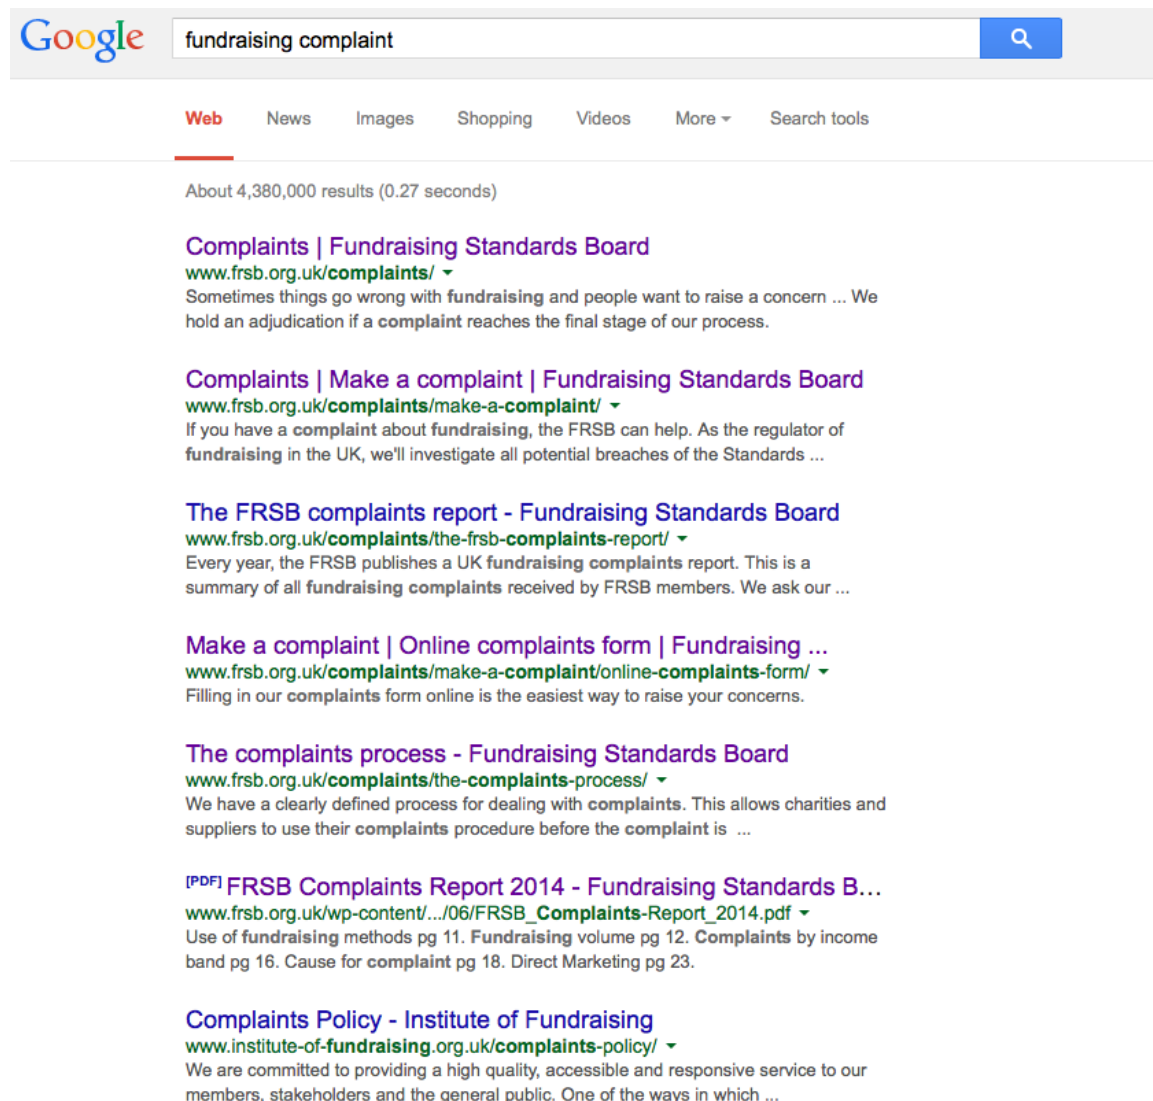 Google fundraising complaint
Web News Images Shopping Videos More Search tools
About 4,380,000 results (0.27 seconds)
Complaints | Fundraising Standards Board
www.frsb.org.uk/complaints/
Sometimes things go wrong with fundraising and people want to raise a concern ... We
hold an adjudication if a complaint reaches the final stage of our process.
Complaints | Make a complaint | Fundraising Standards Board
www.frsb.org.uk/complaints/make-a-complaint/
If you have a complaint about fundraising, the FRSB can help. As the regulator of
fundraising in the UK, we'll investigate all potential breaches of the Standards ...
The FRSB complaints report - Fundraising Standards Board
www.frsb.org.uk/complaints/the-frsb-complaints-report/
Every year, the FRSB publishes a UK fundraising complaints report. This is a
summary of all fundraising complaints received by FRSB members. We ask our ...
Make a complaint | Online complaints form | Fundraising ...
www.frsb.org.uk/complaints/make-a-complaint/online-complaints-form/
Filling in our complaints form online is the easiest way to raise your concerns.
The complaints process - Fundraising Standards Board
www.frsb.org.uk/complaints/the-complaints-process/
We have a clearly defined process for dealing with complaints. This allows charities and
suppliers to use their complaints procedure before the complaint is ...
[PDF] FRSB Complaints Report 2014 - Fundraising Standards B...
www.frsb.org.uk/wp-content/.../06/FRSB_Complaints-Report_2014.pdf
Use of fundraising methods pg 11. Fundraising volume pg 12. Complaints by income
band pg 16. Cause for complaint pg 18. Direct Marketing pg 23.
Complaints Policy - Institute of Fundraising
www.institute-of-fundraising.org.uk/complaints-policy/
We are committed to providing a high quality, accessible and responsive service to our
members, stakeholders and the general public. One of the ways in which ...